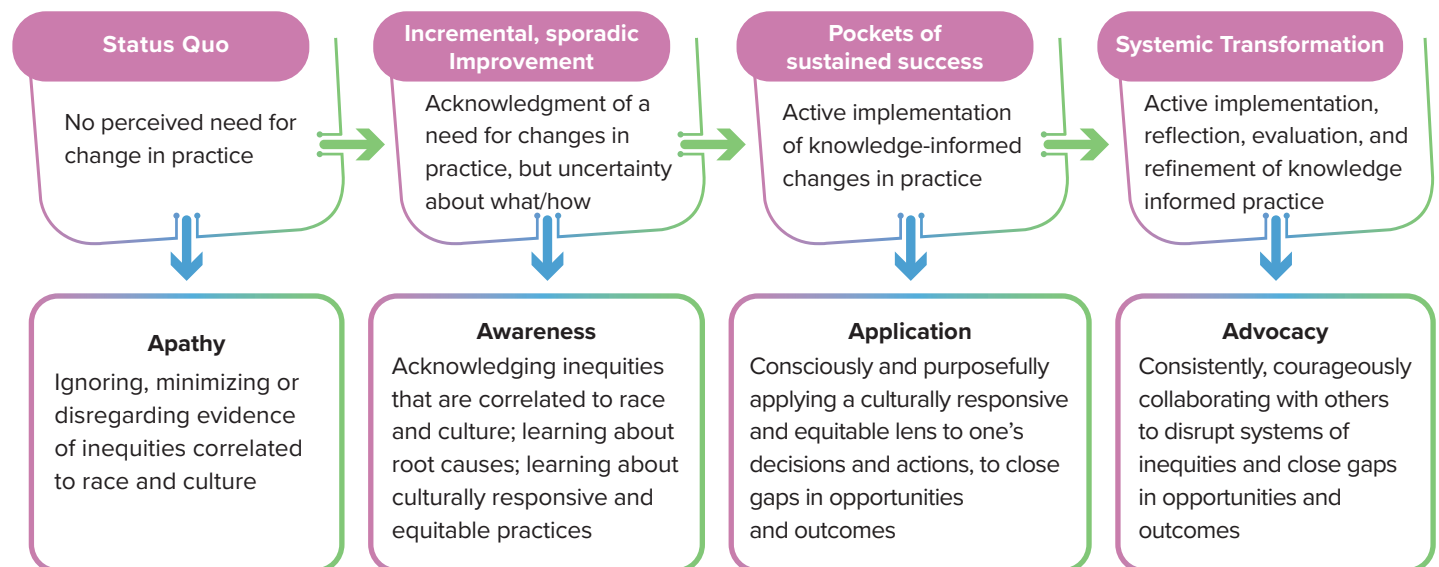 Status Quo
No perceived need for
change in practice
Incremental, sporadic
Improvement
Acknowledgment of a
need for changes in
practice, but uncertainty
about what/how
Pockets of
sustained success
Active implementation
of knowledge-informed
changes in practice
Systemic Transformation
Active implementation,
reflection, evaluation, and
refinement of knowledge
informed practice
Apathy
Ignoring, minimizing or
disregarding evidence
of inequities correlated
to race and culture
Awareness
Acknowledging inequities
that are correlated to race
and culture; learning about
root causes; learning about
culturally responsive and
equitable practices
Application
Consciously and purposefully
applying a culturally responsive
and equitable lens to one’s
decisions and actions, to close
gaps in opportunities
and outcomes
Advocacy
Consistently, courageously
collaborating with others
to disrupt systems of
inequities and close gaps
in opportunities and
outcomes